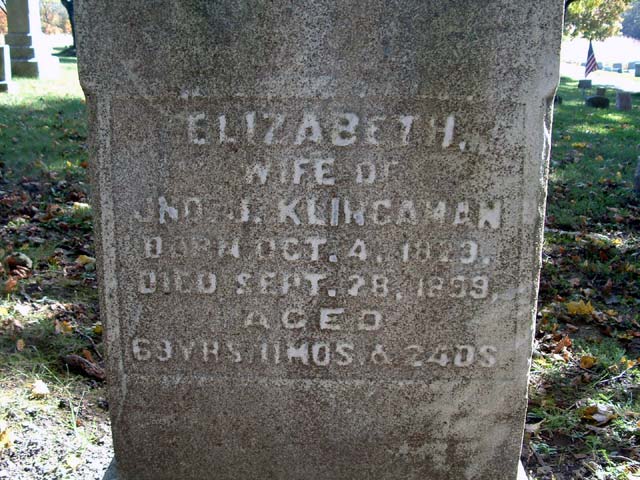 ELIZABETH,
WIFE OF
JNO. J. KLINGAMAN
BORN OCT. 4, 1829,
DIED SEPT. 28, 1899,
AGED
69 YRS. 11 MOS. & 24 DS.